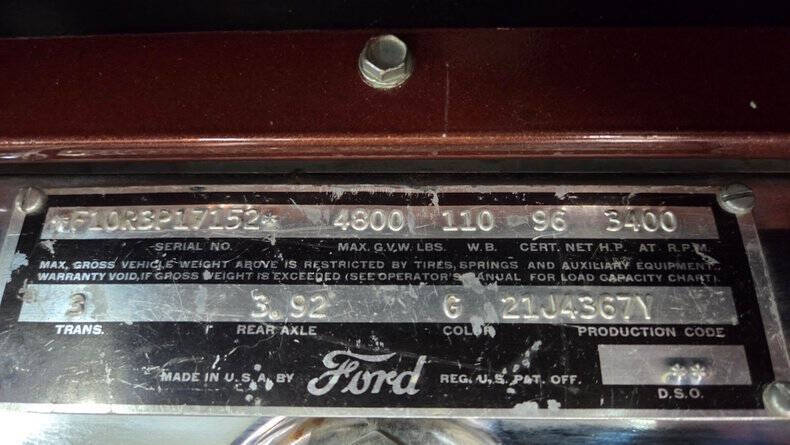 *F10R3P17152* 4800 110 96 3400
SERIAL NO. MAX. G.V.W. LBS. W.B. CERT. NET H.P. AT R.P.M.
MAX. GROSS VEHICLE WEIGHT ABOVE IS RESTRICTED BY TIRES, SPRINGS AND AUXILIARY EQUIPMENT.
WARRANTY VOID, IF GROSS WEIGHT IS EXCEEDED (SEE OPERATOR'S MANUAL FOR LOAD CAPACITY CHART).
3 3.92 G 21J4367Y
TRANS. REAR AXLE COLOR PRODUCTION CODE
MADE IN U.S.A. BY Ford REG. U.S. PAT. OFF. **
D.S.O.